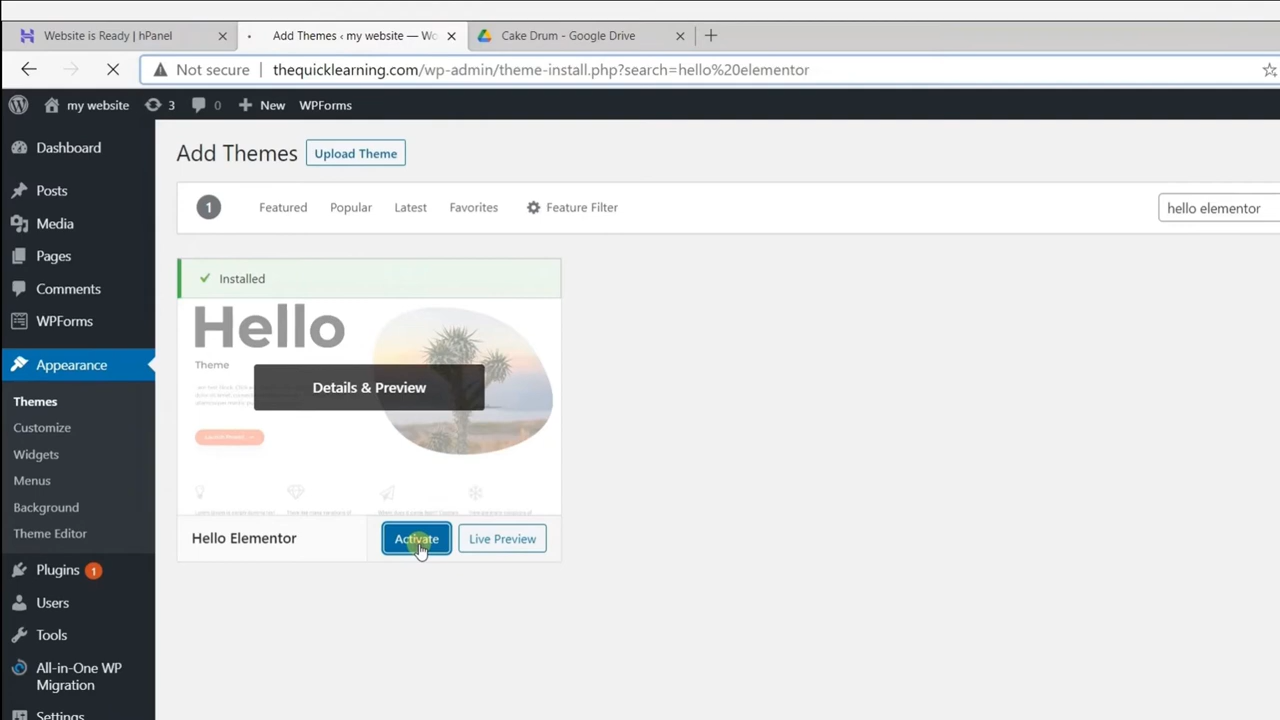 Website is Ready | hPanel
Add Themes ‹ my website — Wo
Cake Drum - Google Drive
Not secure
thequicklearning.com/wp-admin/theme-install.php?search=hello%20elementor
my website
3
0
New
WPForms
Dashboard
Posts
Media
Pages
Comments
WPForms
Appearance
Themes
Customize
Widgets
Menus
Background
Theme Editor
Plugins 1
Users
Tools
All-in-One WP
Migration
Settings
Add Themes
Upload Theme
1
Featured
Popular
Latest
Favorites
Feature Filter
hello elementor
Installed
Hello
Theme
Details & Preview
Hello Elementor
Activate
Live Preview